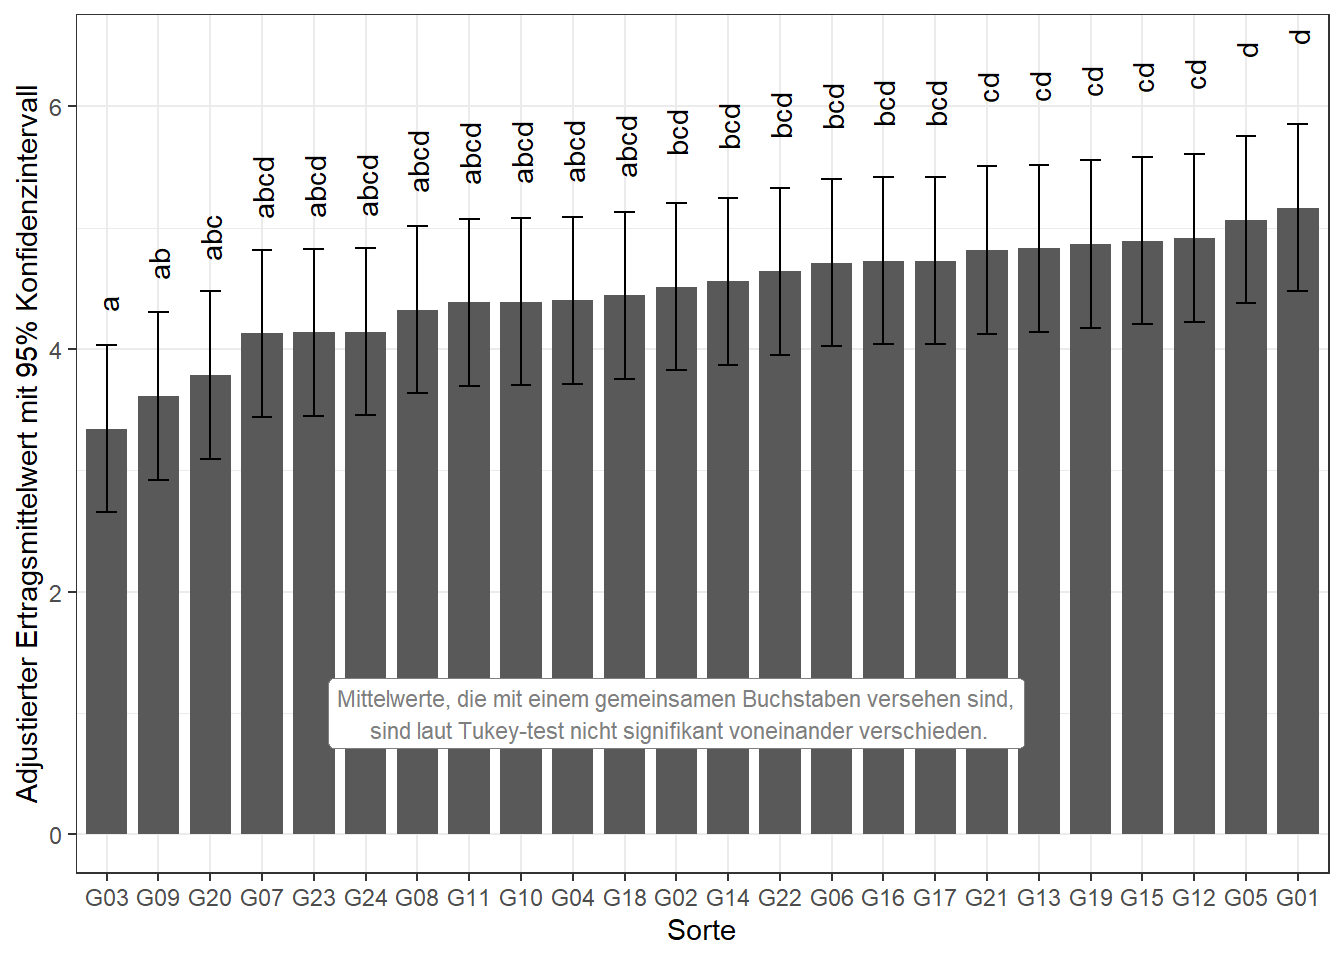 Adjustierter Ertragsmittelwert mit 95% Konfidenzintervall
6
4
2
0
a
ab
abc
abcd
abcd
abcd
abcd
abcd
abcd
abcd
abcd
bcd
bcd
bcd
bcd
bcd
bcd
cd
cd
cd
cd
cd
d
d
Mittelwerte, die mit einem gemeinsamen Buchstaben versehen sind,
sind laut Tukey-test nicht signifikant voneinander verschieden.
G03 G09 G20 G07 G23 G24 G08 G11 G10 G04 G18 G02 G14 G22 G06 G16 G17 G21 G13 G19 G15 G12 G05 G01
Sorte